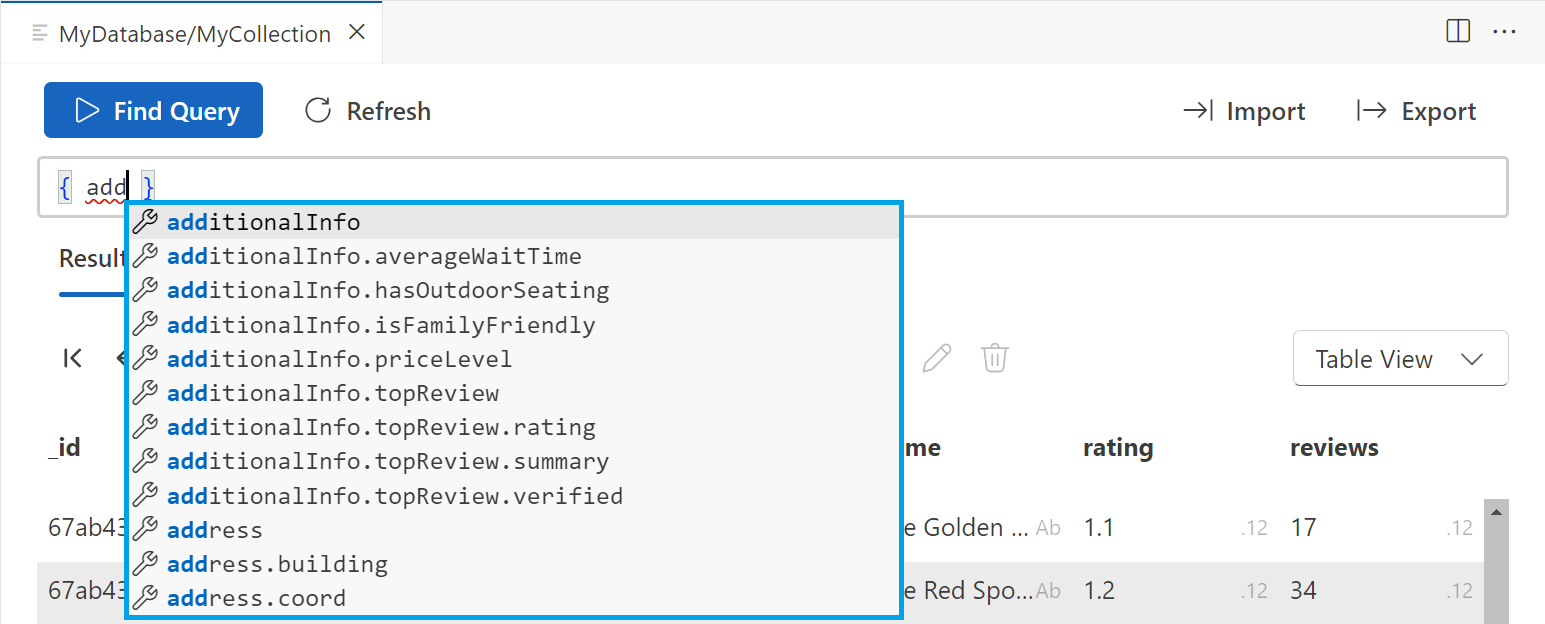 MyDatabase/MyCollection
Find Query Refresh Import Export
{ add }
additionalInfo
Result
additionalInfo.averageWaitTime
additionalInfo.hasOutdoorSeating
additionalInfo.isFamilyFriendly
additionalInfo.priceLevel
Table View
additionalInfo.topReview
additionalInfo.topReview.rating
additionalInfo.topReview.summary
_id me rating reviews
additionalInfo.topReview.verified
67ab43 e Golden ... Ab 1.1 .12 17 .12
address
address.building
67ab43 e Red Spo... Ab 1.2 .12 34 .12
address.coord